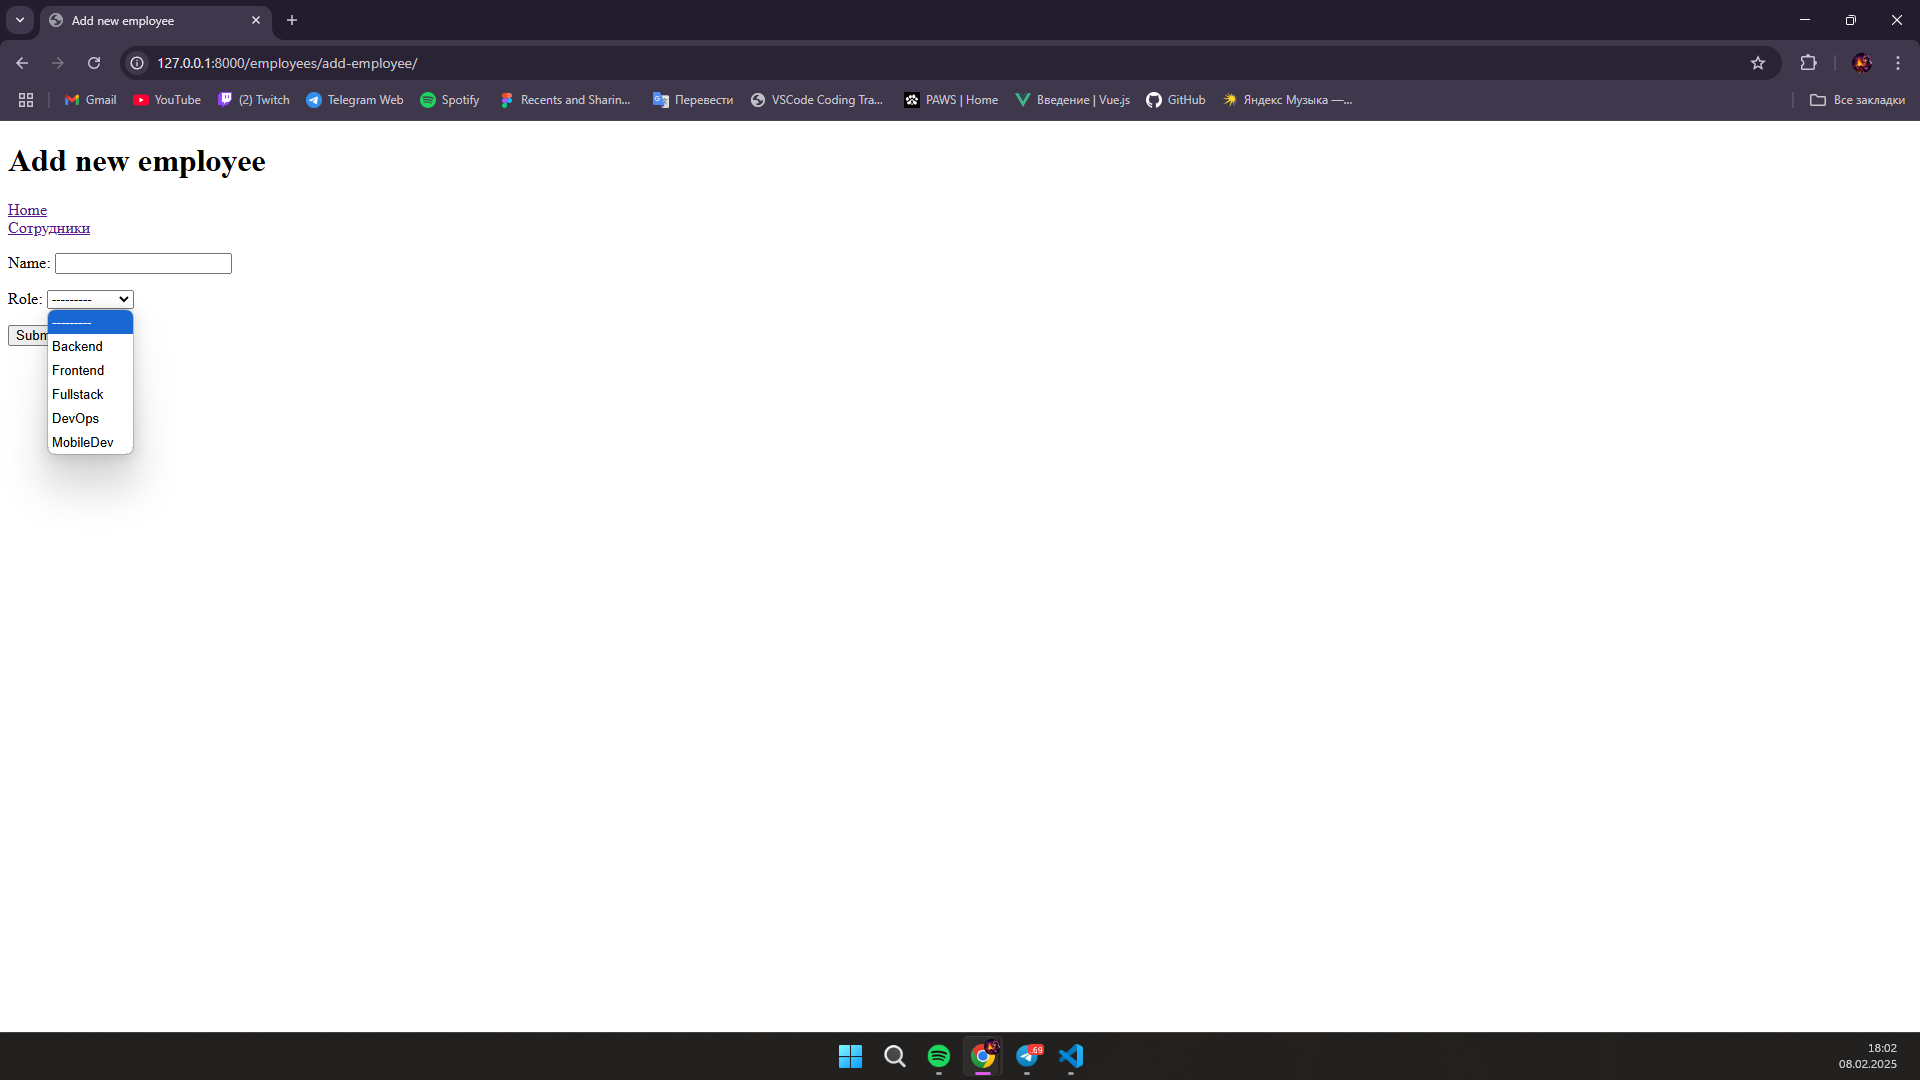 Add new employee
127.0.0.1:8000/employees/add-employee/
Gmail YouTube (2) Twitch Telegram Web Spotify Recents and Sharin... Перевести VSCode Coding Tra... PAWS | Home Введение | Vue.js GitHub Яндекс Музыка —... Все закладки
Add new employee
Home
Сотрудники
Name:
Role: ---------
---------
Subm
Backend
Frontend
Fullstack
DevOps
MobileDev
69
18:02
08.02.2025